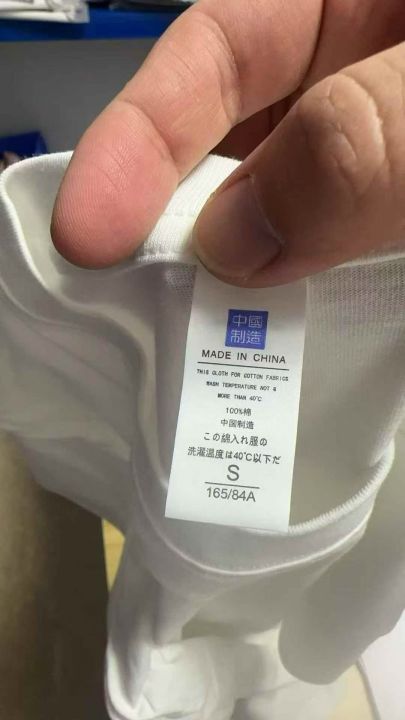 中國
制造
MADE IN CHINA
THIS CLOTH FOR COTTON FABRICS
WASH TEMPERATURE NOT &
MORE THAN 40℃
100%棉
中国制造
この綿入れ服の
洗濯温度は40℃以下だ
S
165/84A